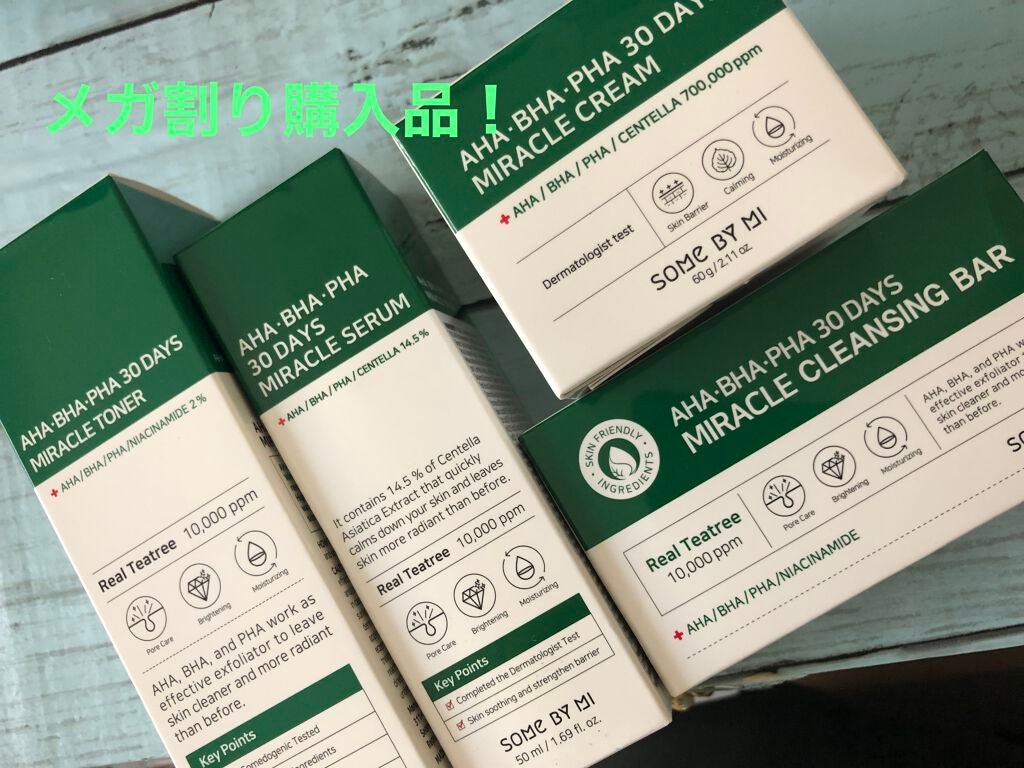 メガ割り購入品！
AHA·BHA·PHA 30 DAYS
MIRACLE TONER
+ AHA/BHA/PHA/NIACINAMIDE 2%
Real Teatree 10,000 ppm
Pore Care
Brightening
Moisturizing
AHA, BHA, and PHA work as
effective exfoliator to leave
skin cleaner and more radiant
than before.
Key Points
AHA·BHA·PHA
30 DAYS
MIRACLE SERUM
+ AHA / BHA / PHA / CENTELLA 14.5 %
It contains 14.5 % of Centella
Asiatica Extract that quickly
calms down your skin and leaves
skin more radiant than before.
Real Teatree 10,000 ppm
Pore Care
Brightening
Moisturizing
Key Points
Completed the Dermatologist Test
Skin soothing and strengthen barrier
SOME BY MI
50 ml / 1.69 fl. oz.
AHA·BHA·PHA 30 DAY
MIRACLE CREAM
+ AHA / BHA / PHA / CENTELLA 700,000 ppm
Dermatologist test
Skin Barrier
Calming
Moisturizing
SOME BY MI
60 g / 2.11 oz.
SKIN FRIENDLY
INGREDIENTS
AHA·BHA·PHA 30 DAYS
MIRACLE CLEANSING BAR
Real Teatree
10,000 ppm
Pore Care
Brightening
Moisturizing
AHA, BHA, and PHA w
effective exfoliator
skin cleaner and mo
than before.
+ AHA/BHA/PHA/NIACINAMIDE